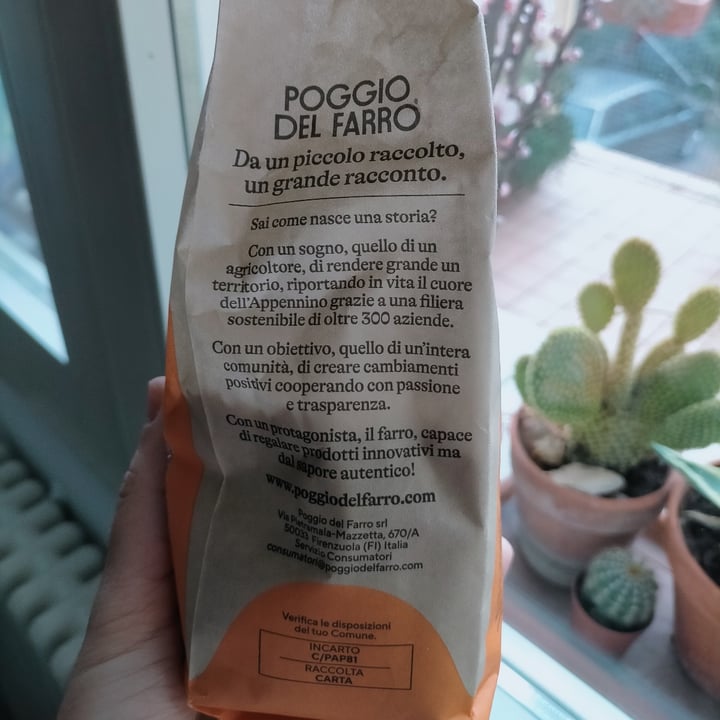 POGGIO
DEL FARRO
Da un piccolo raccolto,
un grande racconto.
Sai come nasce una storia?
Con un sogno, quello di un
agricoltore, di rendere grande un
territorio, riportando in vita il cuore
dell'Appennino grazie a una filiera
sostenibile di oltre 300 aziende.
Con un obiettivo, quello di un'intera
comunità, di creare cambiamenti
positivi cooperando con passione
e trasparenza.
Con un protagonista, il farro, capace
di regalare prodotti innovativi ma
dal sapore autentico!
www.poggiodelfarro.com
Poggio del Farro srl
Via Pietramala-Mazzetta, 670/A
50033 Firenzuola (FI) Italia
Servizio Consumatori
consumatori@poggiodelfarro.com
Verifica le disposizioni
del tuo Comune.
INCARTO
C/PAP81
RACCOLTA
CARTA